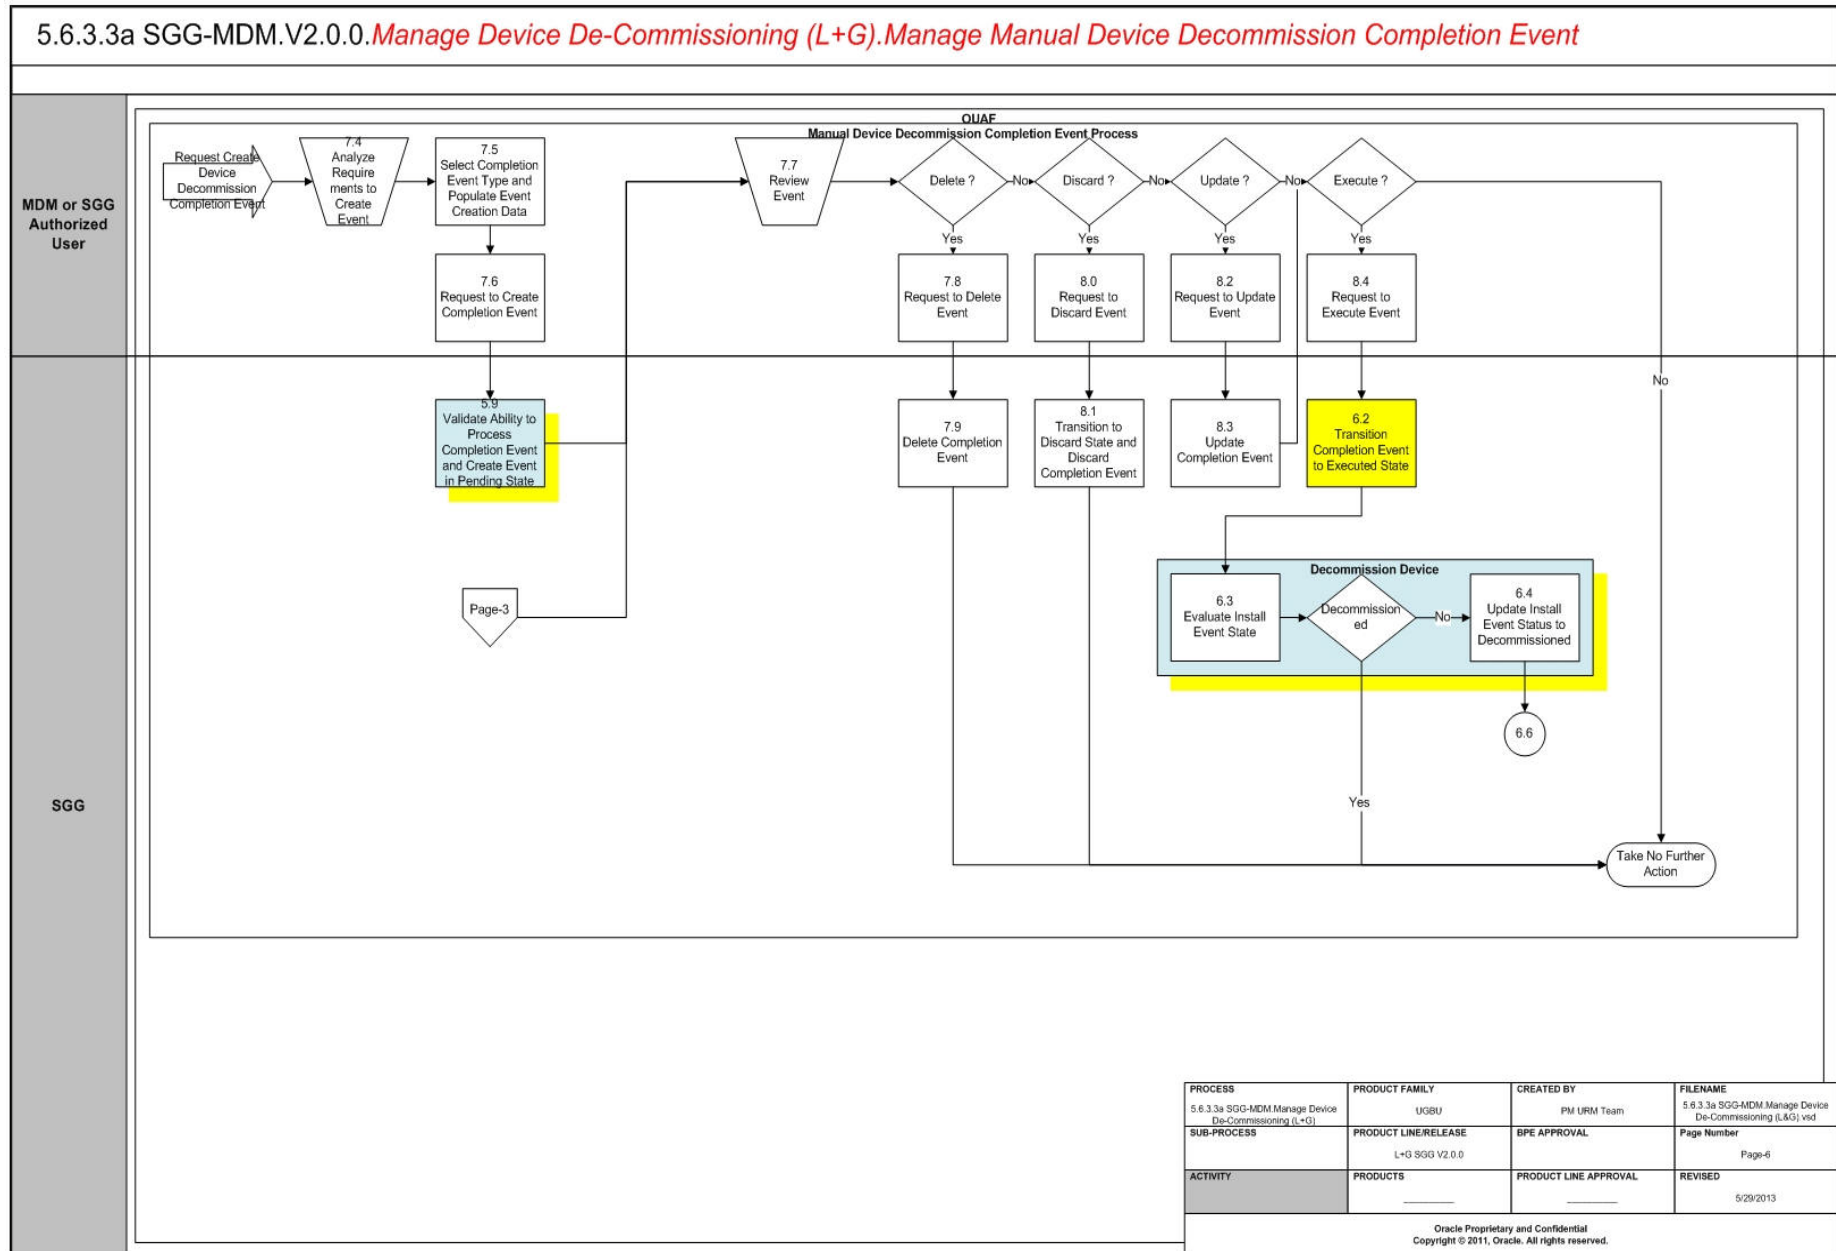 5.6.3.3a SGG-MDM.V2.0.0.Manage Device De-Commissioning (L+G).Manage Manual Device Decommission Completion Event
MDM or SGG
Authorized
User
OUAF
Manual Device Decommission Completion Event Process
Request Create
Device
Decommission
Completion Event
7.4
Analyze
Require
ments to
Create
Event
7.5
Select Completion
Event Type and
Populate Event
Creation Data
7.6
Request to Create
Completion Event
7.7
Review
Event
Delete ?
No
Discard ?
No
Update ?
No
Execute ?
Yes
Yes
Yes
Yes
7.8
Request to Delete
Event
8.0
Request to
Discard Event
8.2
Request to Update
Event
8.4
Request to
Execute Event
No
SGG
5.9
Validate Ability to
Process
Completion Event
and Create Event
in Pending State
7.9
Delete Completion
Event
8.1
Transition to
Discard State and
Discard
Completion Event
8.3
Update
Completion Event
6.2
Transition
Completion Event
to Executed State
Page-3
Decommission Device
6.3
Evaluate Install
Event State
Decommission
ed
No
6.4
Update Install
Event Status to
Decommissioned
6.6
Yes
Take No Further
Action
PROCESS
5.6.3.3a SGG-MDM.Manage Device
De-Commissioning (L+G)
PRODUCT FAMILY
UGBU
CREATED BY
PM URM Team
FILENAME
5.6.3.3a SGG-MDM.Manage Device
De-Commissioning (L&G).vsd
SUB-PROCESS
PRODUCT LINE/RELEASE
L+G SGG V2.0.0
BPE APPROVAL
Page Number
Page-6
ACTIVITY
PRODUCTS
PRODUCT LINE APPROVAL
REVISED
5/29/2013
Oracle Proprietary and Confidential
Copyright © 2011, Oracle. All rights reserved.